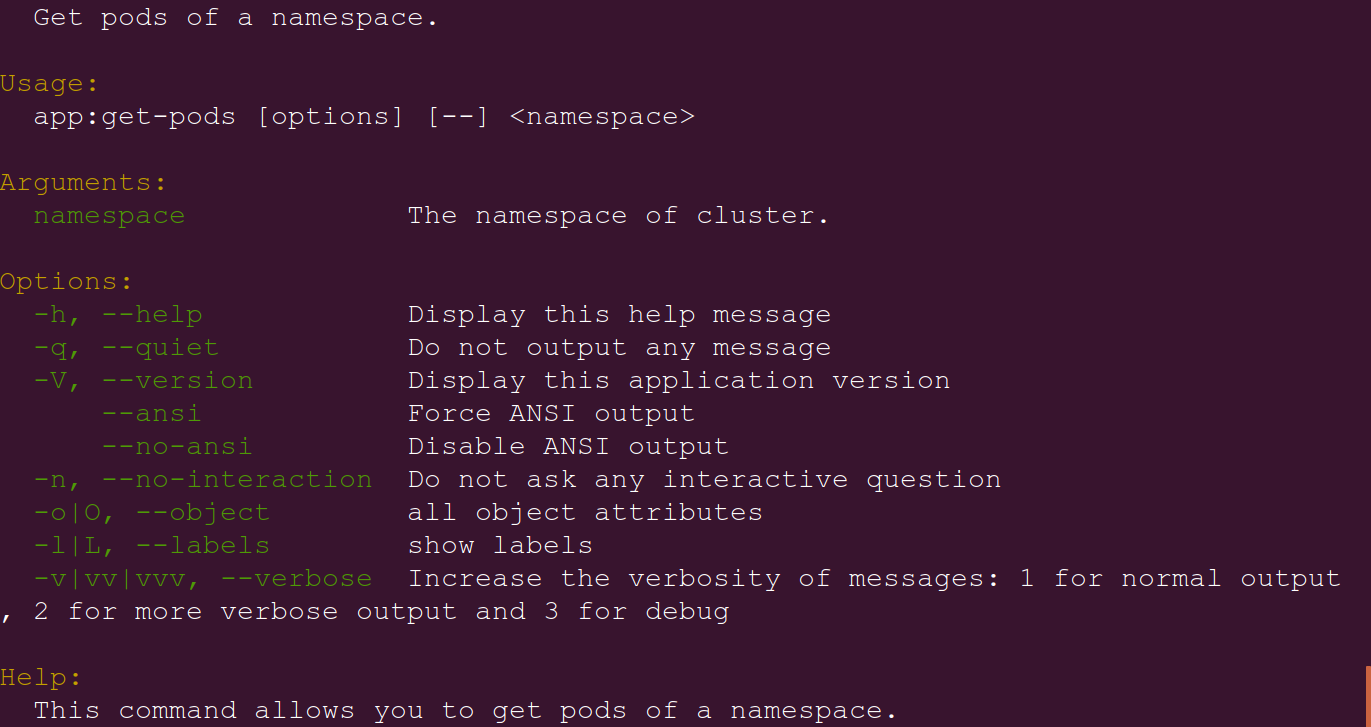 Get pods of a namespace.
Usage:
app:get-pods [options] [--] <namespace>
Arguments:
namespace The namespace of cluster.
Options:
-h, --help Display this help message
-q, --quiet Do not output any message
-V, --version Display this application version
--ansi Force ANSI output
--no-ansi Disable ANSI output
-n, --no-interaction Do not ask any interactive question
-o|O, --object all object attributes
-l|L, --labels show labels
-v|vv|vvv, --verbose Increase the verbosity of messages: 1 for normal output
, 2 for more verbose output and 3 for debug
Help:
This command allows you to get pods of a namespace.